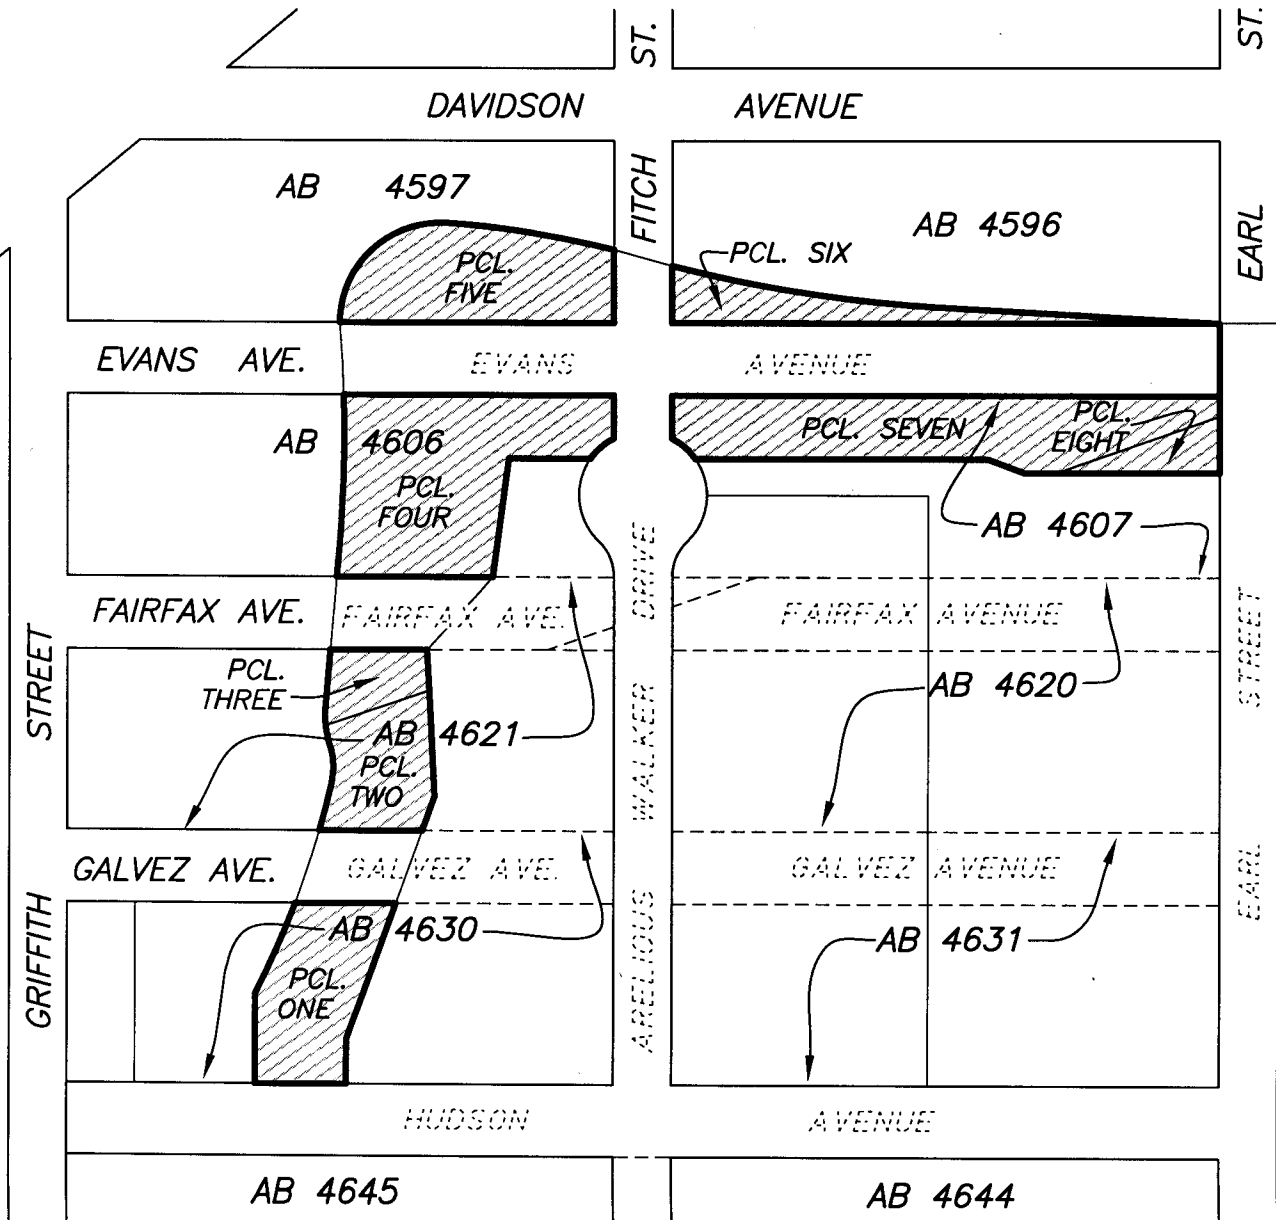 ST.
ST.
DAVIDSON AVENUE
FITCH
AB 4597
AB 4596
EARL
PCL. SIX
PCL.
FIVE
EVANS AVE.
EVANS AVENUE
AB 4606
PCL. SEVEN
PCL.
EIGHT
PCL.
FOUR
AB 4607
DRIVE
FAIRFAX AVE.
FAIRFAX AVE.
FAIRFAX AVENUE
STREET
STREET
PCL.
THREE
WALKER
AB 4620
AB 4621
PCL.
TWO
GALVEZ AVE.
GALVEZ AVE.
GALVEZ AVENUE
EARL
GRIFFITH
AB 4630
ARELIOUS
AB 4631
PCL.
ONE
HUDSON AVENUE
AB 4645
AB 4644